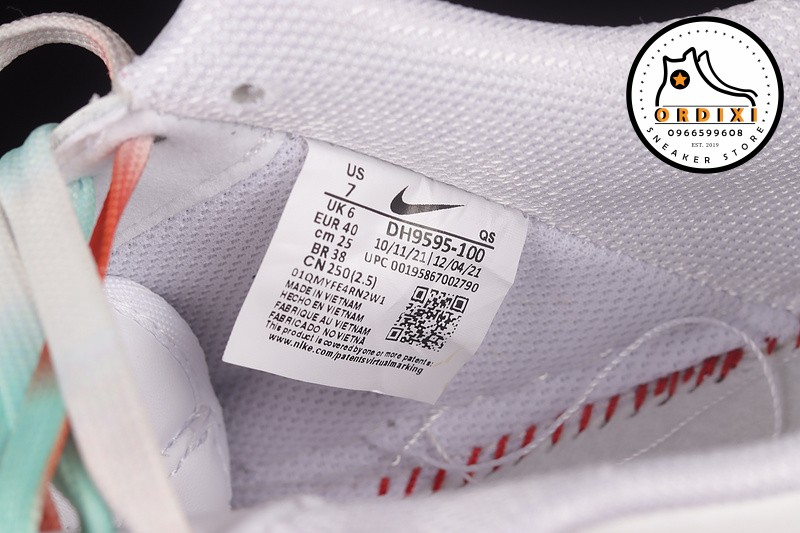 US
7
UK 6
EUR 40
cm 25
BR 38
CN 250(2.5)
QS
DH9595-100
10/11/21|12/04/21
UPC 00195867002790
01QMYFE4RN2W1
MADE IN VIETNAM
HECHO EN VIETNAM
FABRIQUE AU VIETNAM
FABRICADO NO VIETNA
This product is covered by one or more patents:
www.nike.com/patentsvirtualmarking
ORDIXI
0966599608
EST. 2019
SNEAKER STORE